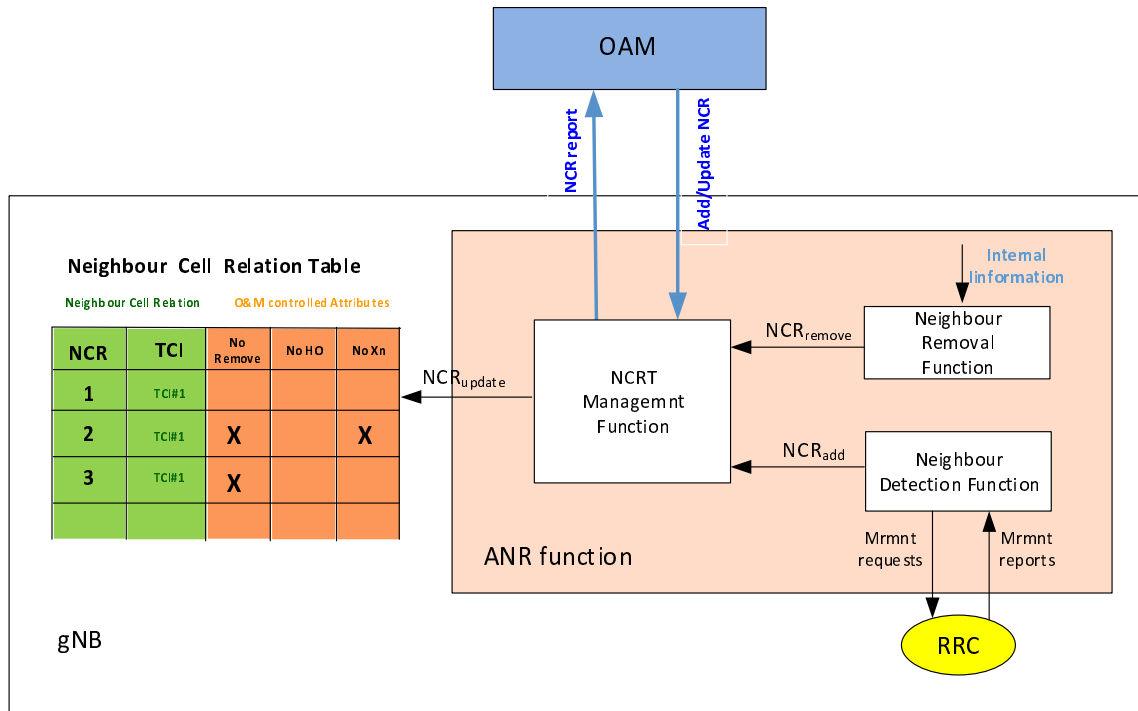 OAM
NCR report
Add/Update NCR
Neighbour Cell Relation Table
Neighbour Cell Relation
O&M controlled Attributes
NCR TCI No Remove No HO No Xn
1 TCI#1
2 TCI#1 X X
3 TCI#1 X
NCRupdate
NCRT
Managemnt
Function
Internal
Iinformation
NCRremove
Neighbour
Removal
Function
NCRadd
Neighbour
Detection Function
Mrmnt
requests
Mrmnt
reports
ANR function
RRC
gNB